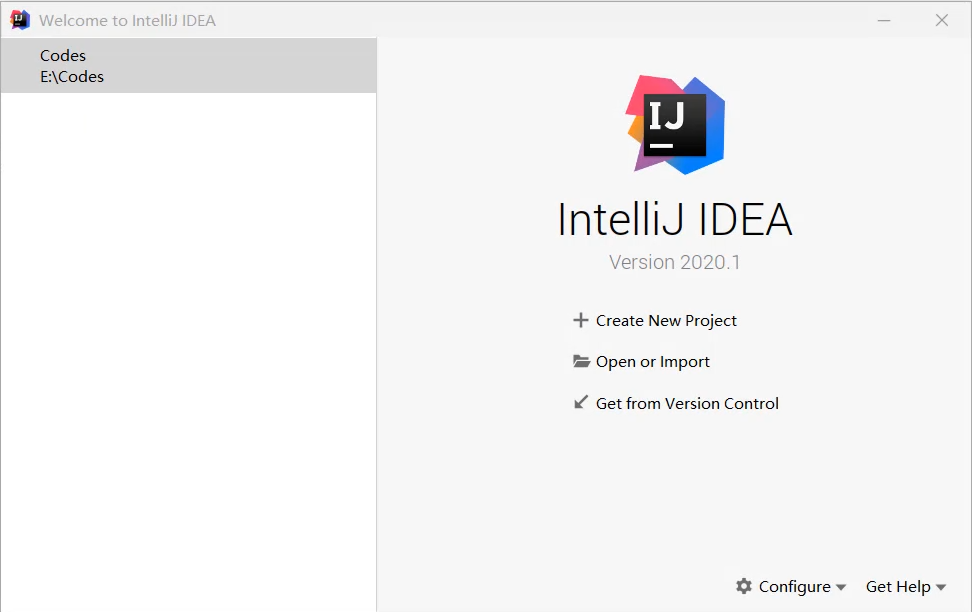 Welcome to IntelliJ IDEA
Codes
E:\Codes
IJ
IntelliJ IDEA
Version 2020.1
Create New Project
Open or Import
Get from Version Control
Configure
Get Help